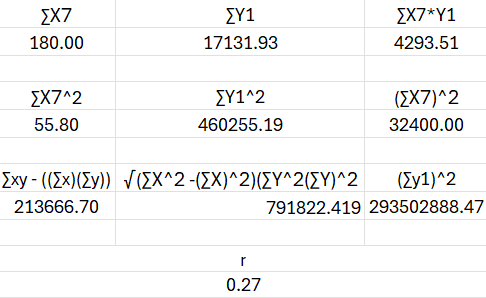 ∑X7 ∑Y1 ∑X7*Y1
180.00 17131.93 4293.51
∑X7^2 ∑Y1^2 (∑X7)^2
55.80 460255.19 32400.00
∑xy - ((∑x)(∑y)) √(∑X^2 -(∑X)^2)(∑Y^2(∑Y)^2 (∑y1)^2
213666.70 791822.419 293502888.47
r
0.27